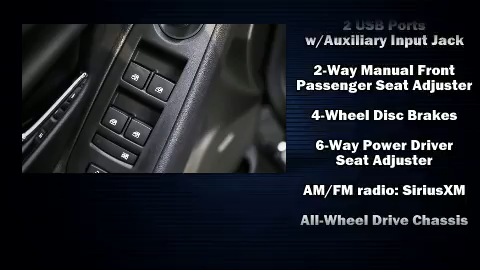 2 USB Ports
w/Auxiliary Input Jack
2-Way Manual Front
Passenger Seat Adjuster
4-Wheel Disc Brakes
6-Way Power Driver
Seat Adjuster
AM/FM radio: SiriusXM
All-Wheel Drive Chassis